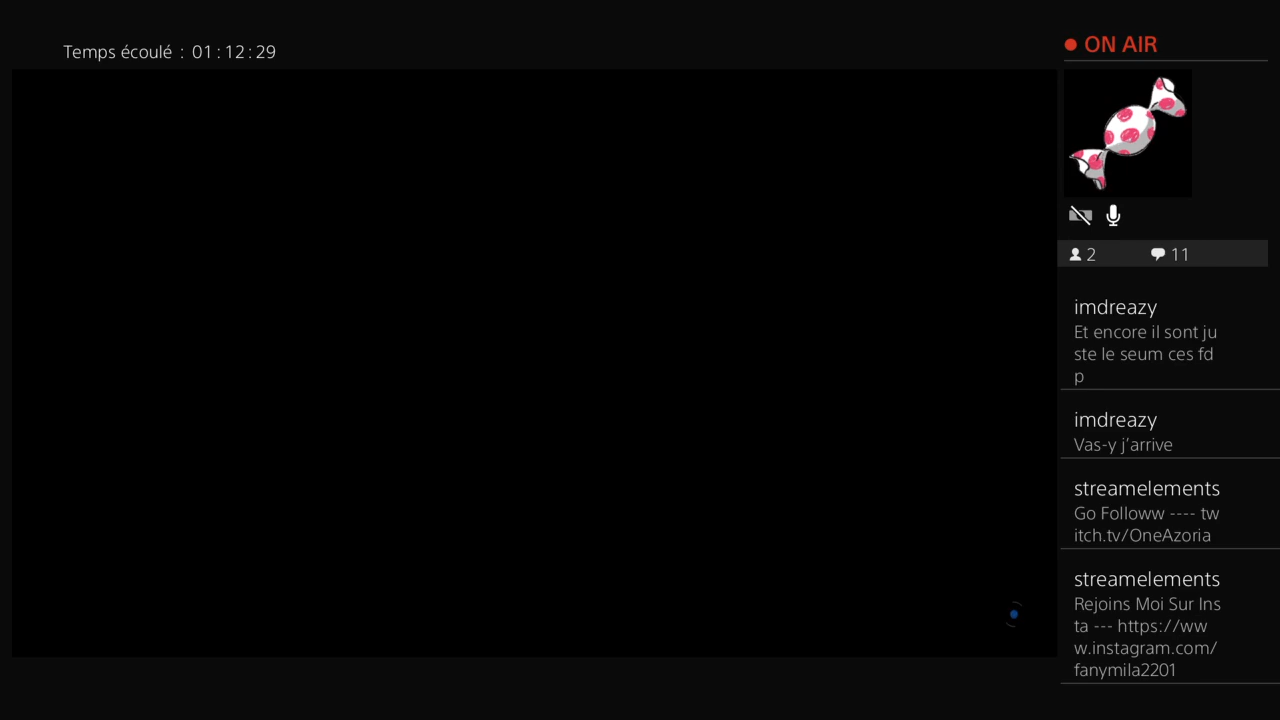 Temps écoulé : 01:12:29
ON AIR
2
11
imdreazy
Et encore il sont ju
ste le seum ces fd
p
imdreazy
Vas-y j’arrive
streamelements
Go Followw ---- tw
itch.tv/OneAzoria
streamelements
Rejoins Moi Sur Ins
ta --- https://ww
w.instagram.com/
fanymila2201